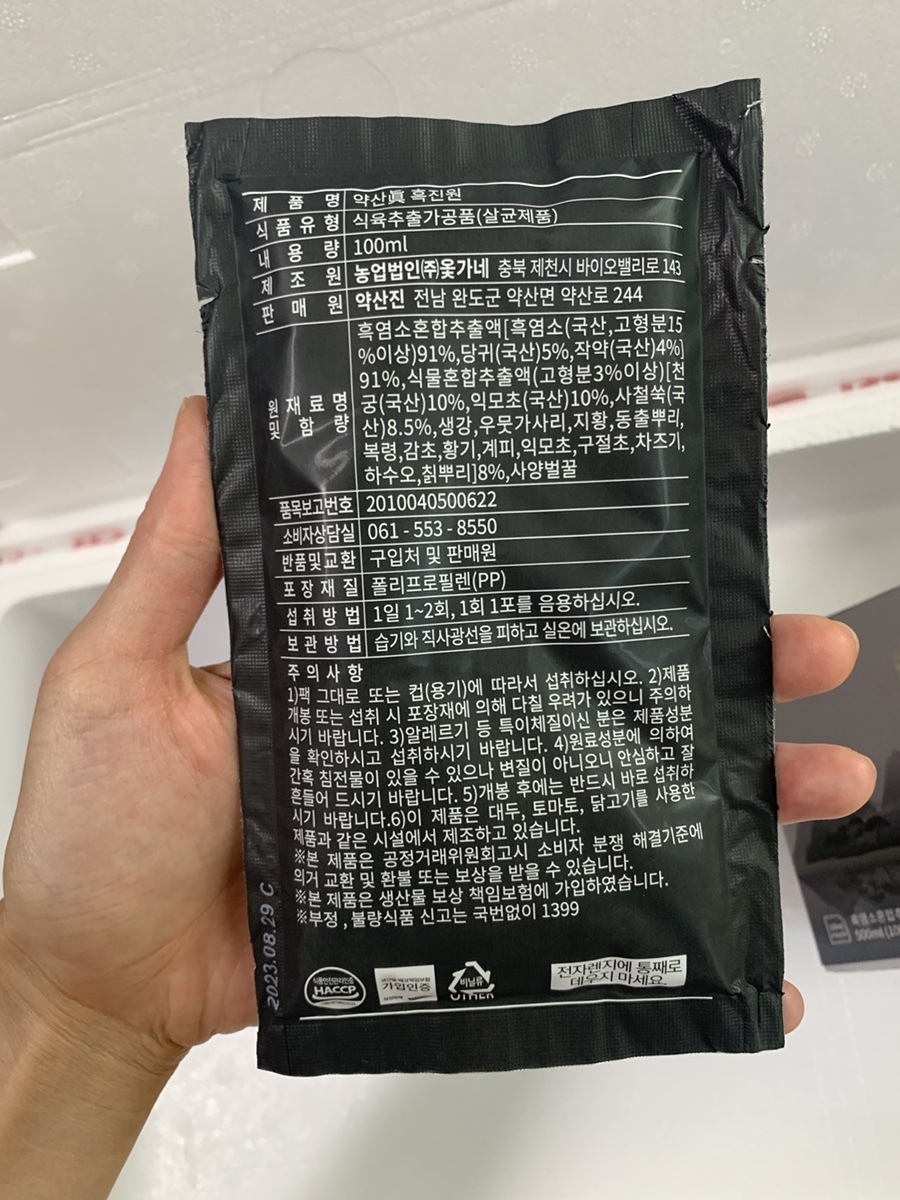 제품명 약산眞 흑진원
식품유형 식육추출가공품(살균제품)
내용량 100ml
제조원 농업법인㈜옻가네 충북 제천시 바이오밸리로 143
판매원 약산진 전남 완도군 약산면 약산로 244
원재료명 및 함량
흑염소혼합추출액[흑염소(국산,고형분15
%이상)91%,당귀(국산)5%,작약(국산)4%]
91%,식물혼합추출액(고형분3%이상)[천
궁(국산)10%,익모초(국산)10%,사철쑥(국
산)8.5%,생강,우뭇가사리,지황,동출뿌리,
복령,감초,황기,계피,익모초,구절초,차즈기,
하수오,칡뿌리]8%,사양벌꿀
품목보고번호 2010040500622
소비자상담실 061 - 553 - 8550
반품및교환 구입처 및 판매원
포장재질 폴리프로필렌(PP)
섭취방법 1일 1~2회, 1회 1포를 음용하십시오.
보관방법 습기와 직사광선을 피하고 실온에 보관하십시오.
주의사항
1)팩 그대로 또는 컵(용기)에 따라서 섭취하십시오. 2)제품
개봉 또는 섭취 시 포장재에 의해 다칠 우려가 있으니 주의하
시기 바랍니다. 3)알레르기 등 특이체질이신 분은 제품성분
을 확인하시고 섭취하시기 바랍니다. 4)원료성분에 의하여
간혹 침전물이 있을 수 있으나 변질이 아니오니 안심하고 잘
흔들어 드시기 바랍니다. 5)개봉 후에는 반드시 바로 섭취하
시기 바랍니다.6)이 제품은 대두, 토마토, 닭고기를 사용한
제품과 같은 시설에서 제조하고 있습니다.
※본 제품은 공정거래위원회고시 소비자 분쟁 해결기준에
의거 교환 및 환불 또는 보상을 받을 수 있습니다.
※본 제품은 생산물 보상 책임보험에 가입하였습니다.
※부정, 불량식품 신고는 국번없이 1399
2023.08.29 C
식품안전관리인증
HACCP
가입인증
비닐류
OTHER
전자렌지에 통째로
데우지 마세요.
흑염소혼합
500ml